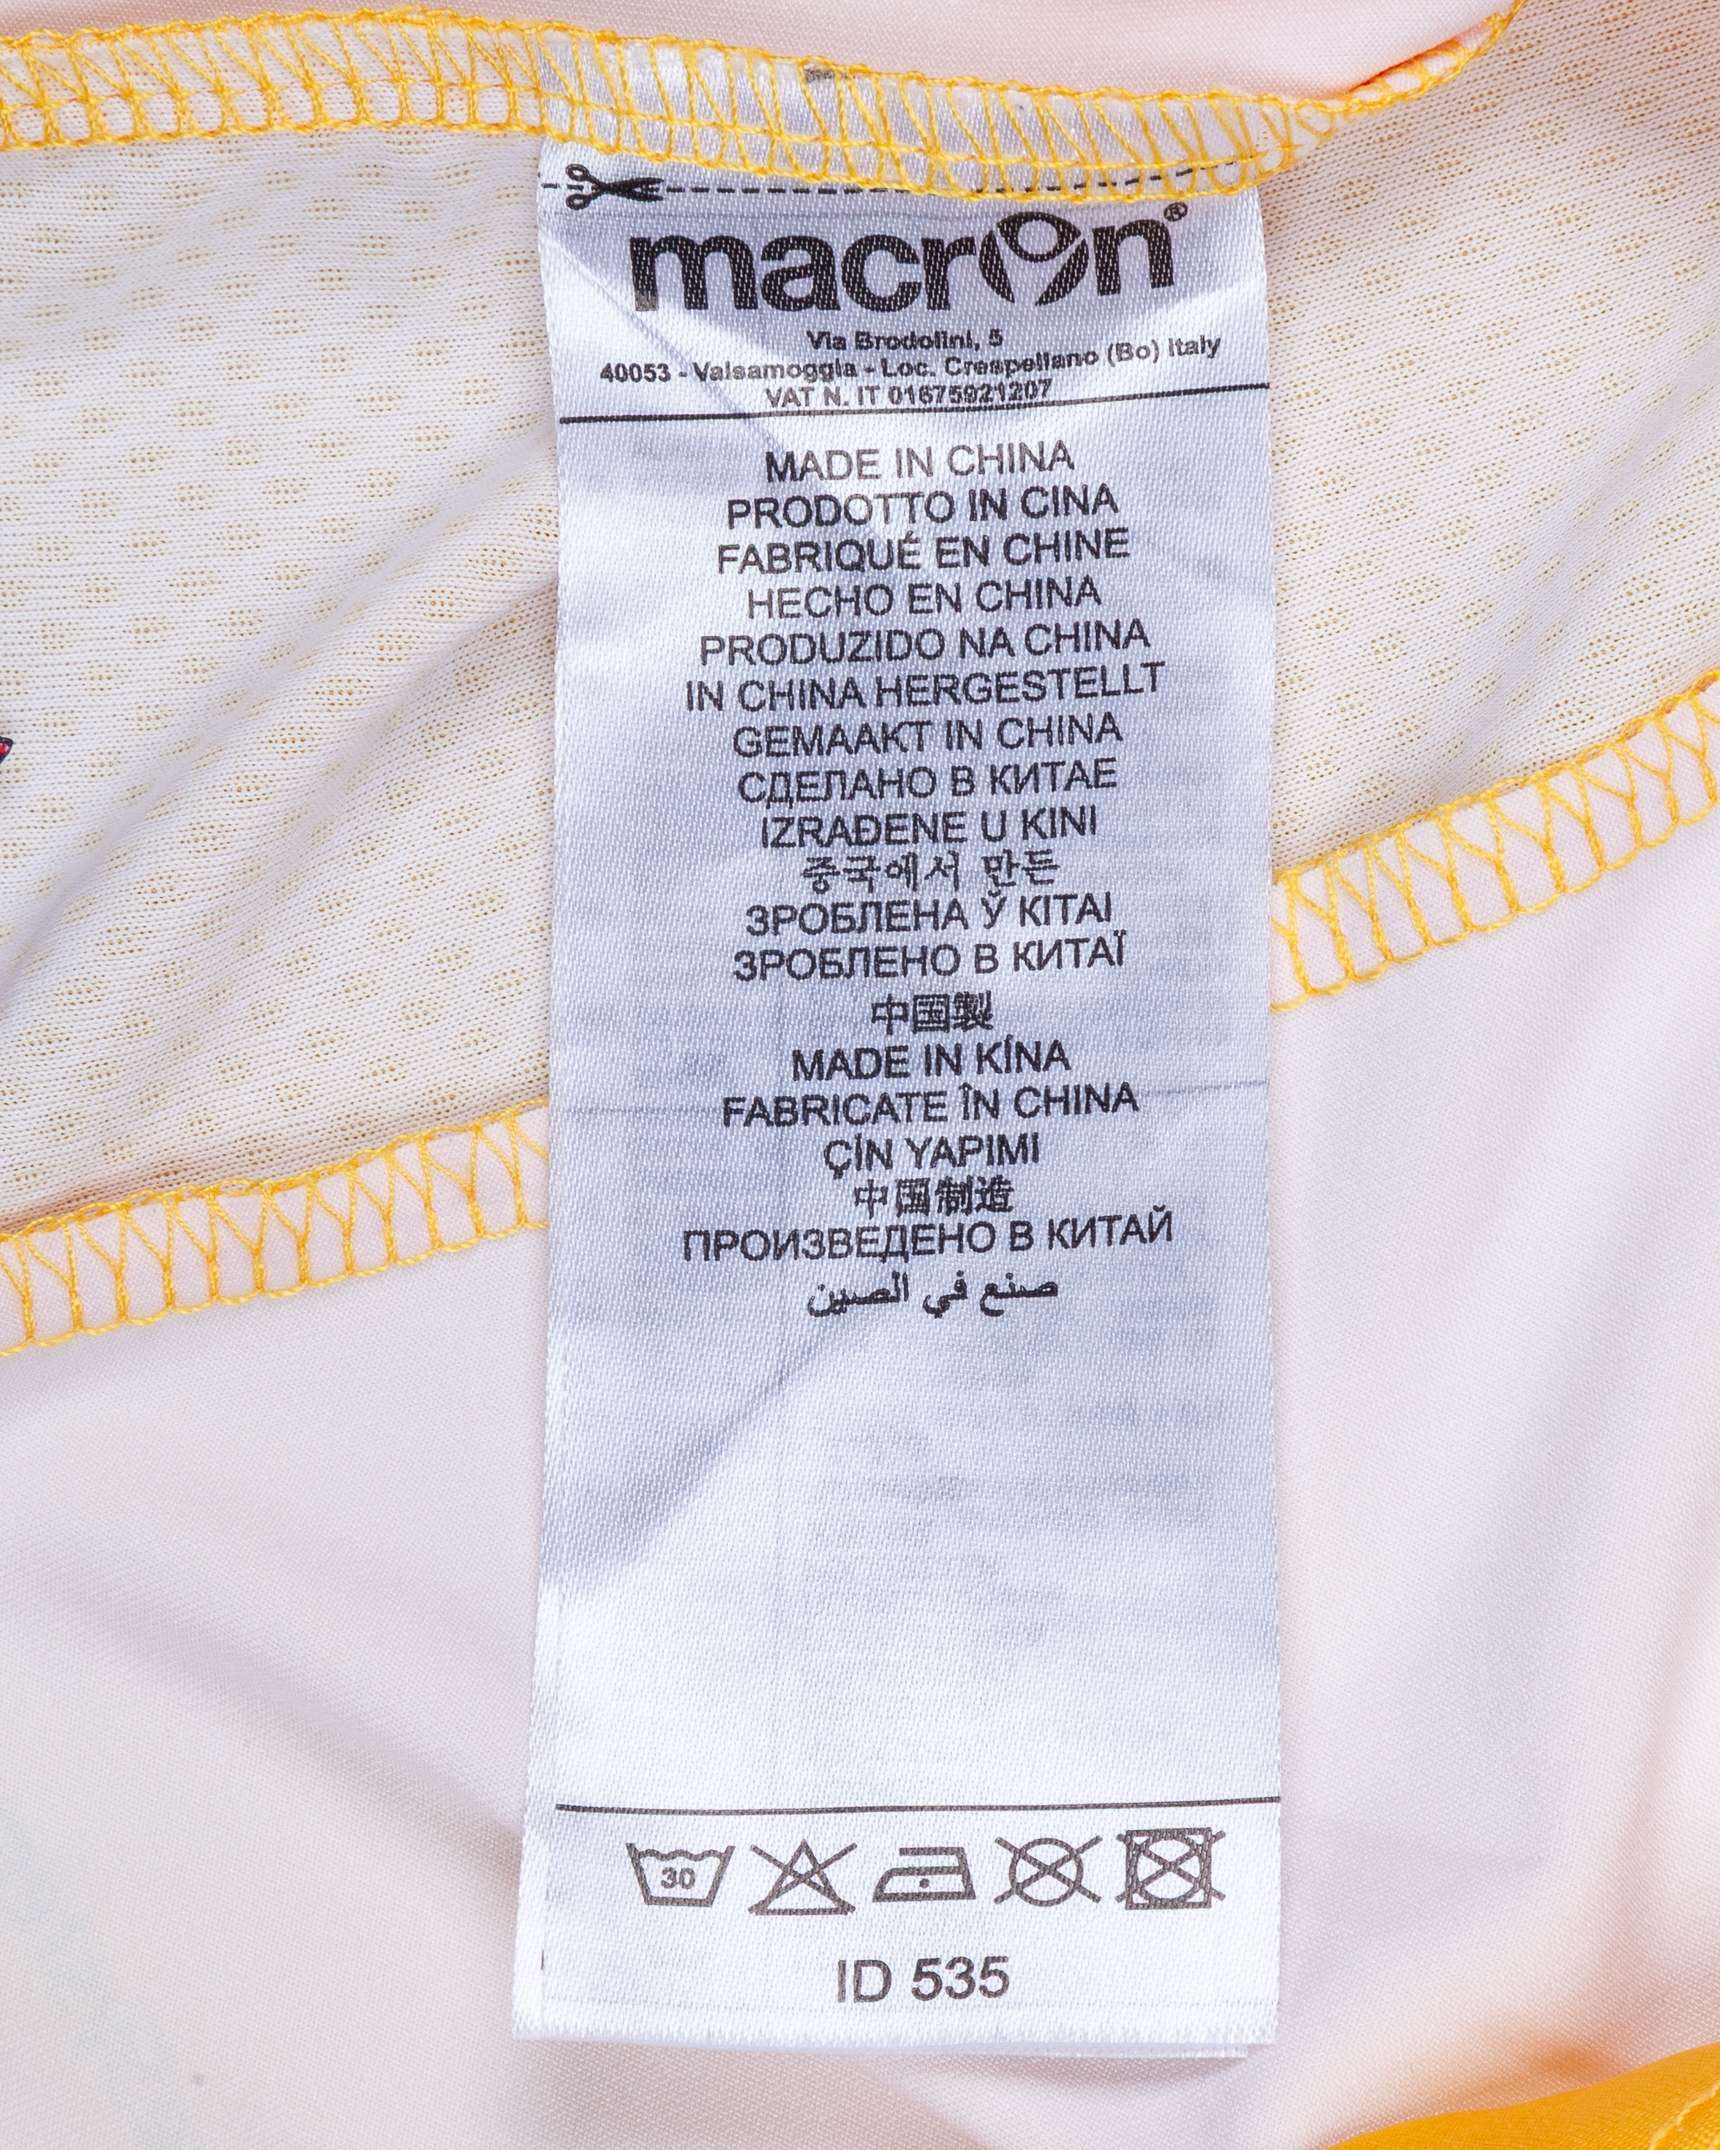 macron®
Via Brodolini, 5
40053 - Valsamoggia - Loc. Crespellano (Bo) Italy
VAT N. IT 01675921207
MADE IN CHINA
PRODOTTO IN CINA
FABRIQUÉ EN CHINE
HECHO EN CHINA
PRODUZIDO NA CHINA
IN CHINA HERGESTELLT
GEMAAKT IN CHINA
СДЕЛАНО В КИТАЕ
IZRAĐENE U KINI
중국에서 만든
ЗРОБЛЕНА Ў КІТАІ
ЗРОБЛЕНО В КИТАЇ
中国製
MADE IN KÍNA
FABRICATE ÎN CHINA
ÇİN YAPIMI
中国制造
ПРОИЗВЕДЕНО В КИТАЙ
صنع في الصين
30
ID 535